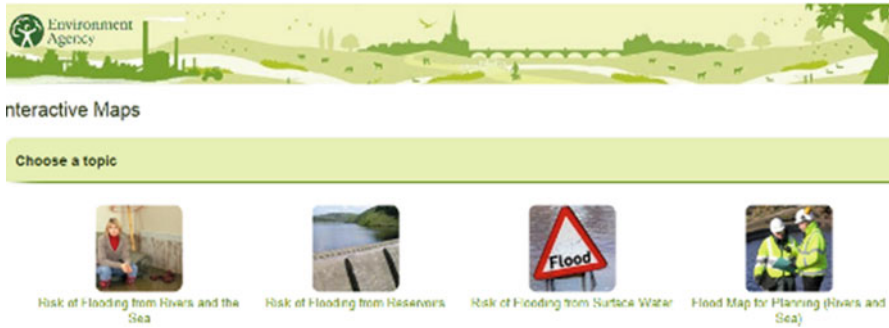 Environment
Agency
nteractive Maps
Choose a topic
Flood
Risk of Flooding from Rivers and the
Sea
Risk of Flooding from Reservoirs
Risk of Flooding from Surface Water
Flood Map for Planning (Rivers and
Sea)